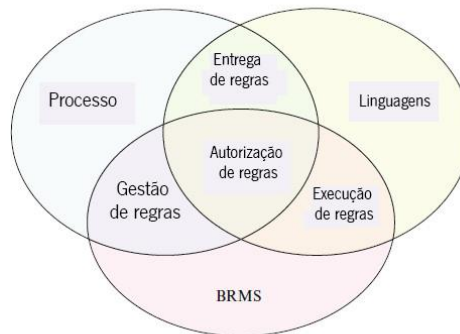 Entrega
de regras
Processo
Linguagens
Autorização
de regras
Gestão
de regras
Execução
de regras
BRMS